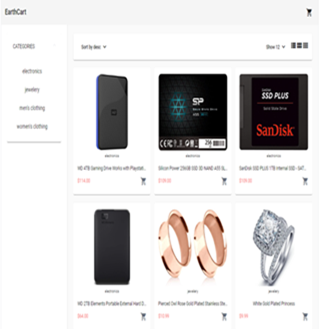 EarthCart
CATEGORIES
Sort by desc
Show 12
electronics
jewelery
men's clothing
women's clothing
SP
256
SSD PLUS
SanDisk
WD 4TB Gaming Drive Works with Playstati...
Silicon Power 256GB SSD 3D NAND A55 SL...
SanDisk SSD PLUS 1TB Internal SSD - SAT...
$114.00
$109.00
$109.00
WD 2TB Elements Portable External Hard D...
Pierced Owl Rose Gold Plated Stainless Ste...
White Gold Plated Princess
$64.00
$10.99
$9.99